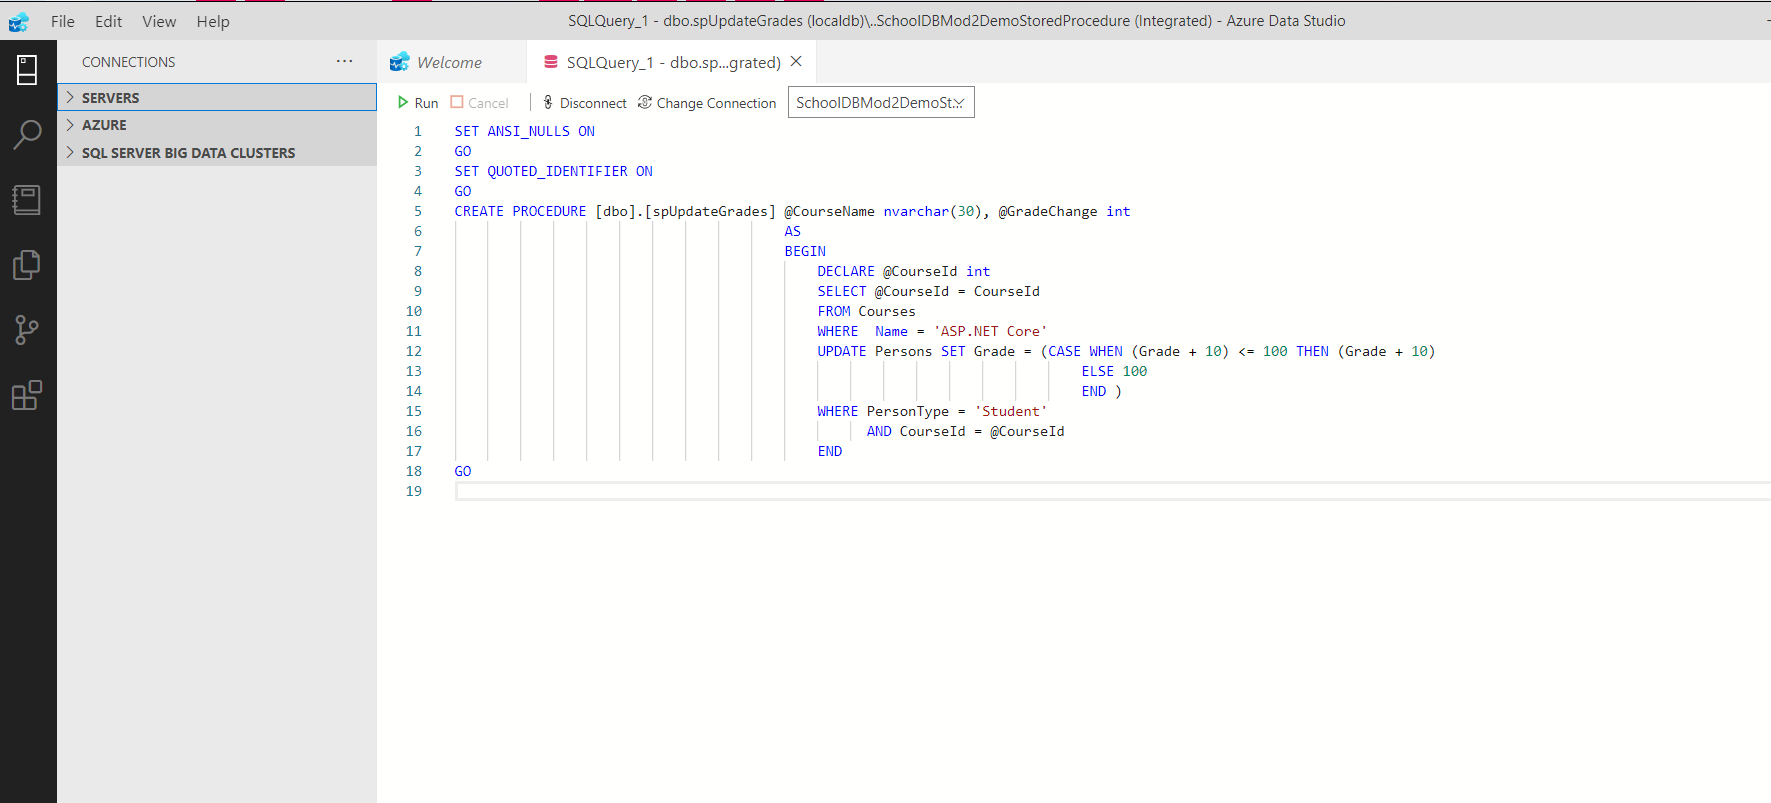 File Edit View Help
SQLQuery_1 - dbo.spUpdateGrades (localdb)\..SchoolDBMod2DemoStoredProcedure (Integrated) - Azure Data Studio
CONNECTIONS ...
SERVERS
AZURE
SQL SERVER BIG DATA CLUSTERS
Welcome
SQLQuery_1 - dbo.sp...grated)
Run Cancel Disconnect Change Connection SchoolDBMod2DemoSt...
1 SET ANSI_NULLS ON
2 GO
3 SET QUOTED_IDENTIFIER ON
4 GO
5 CREATE PROCEDURE [dbo].[spUpdateGrades] @CourseName nvarchar(30), @GradeChange int
6 AS
7 BEGIN
8 DECLARE @CourseId int
9 SELECT @CourseId = CourseId
10 FROM Courses
11 WHERE  Name = 'ASP.NET Core'
12 UPDATE Persons SET Grade = (CASE WHEN (Grade + 10) <= 100 THEN (Grade + 10)
13 ELSE 100
14 END )
15 WHERE PersonType = 'Student'
16 AND CourseId = @CourseId
17 END
18 GO
19